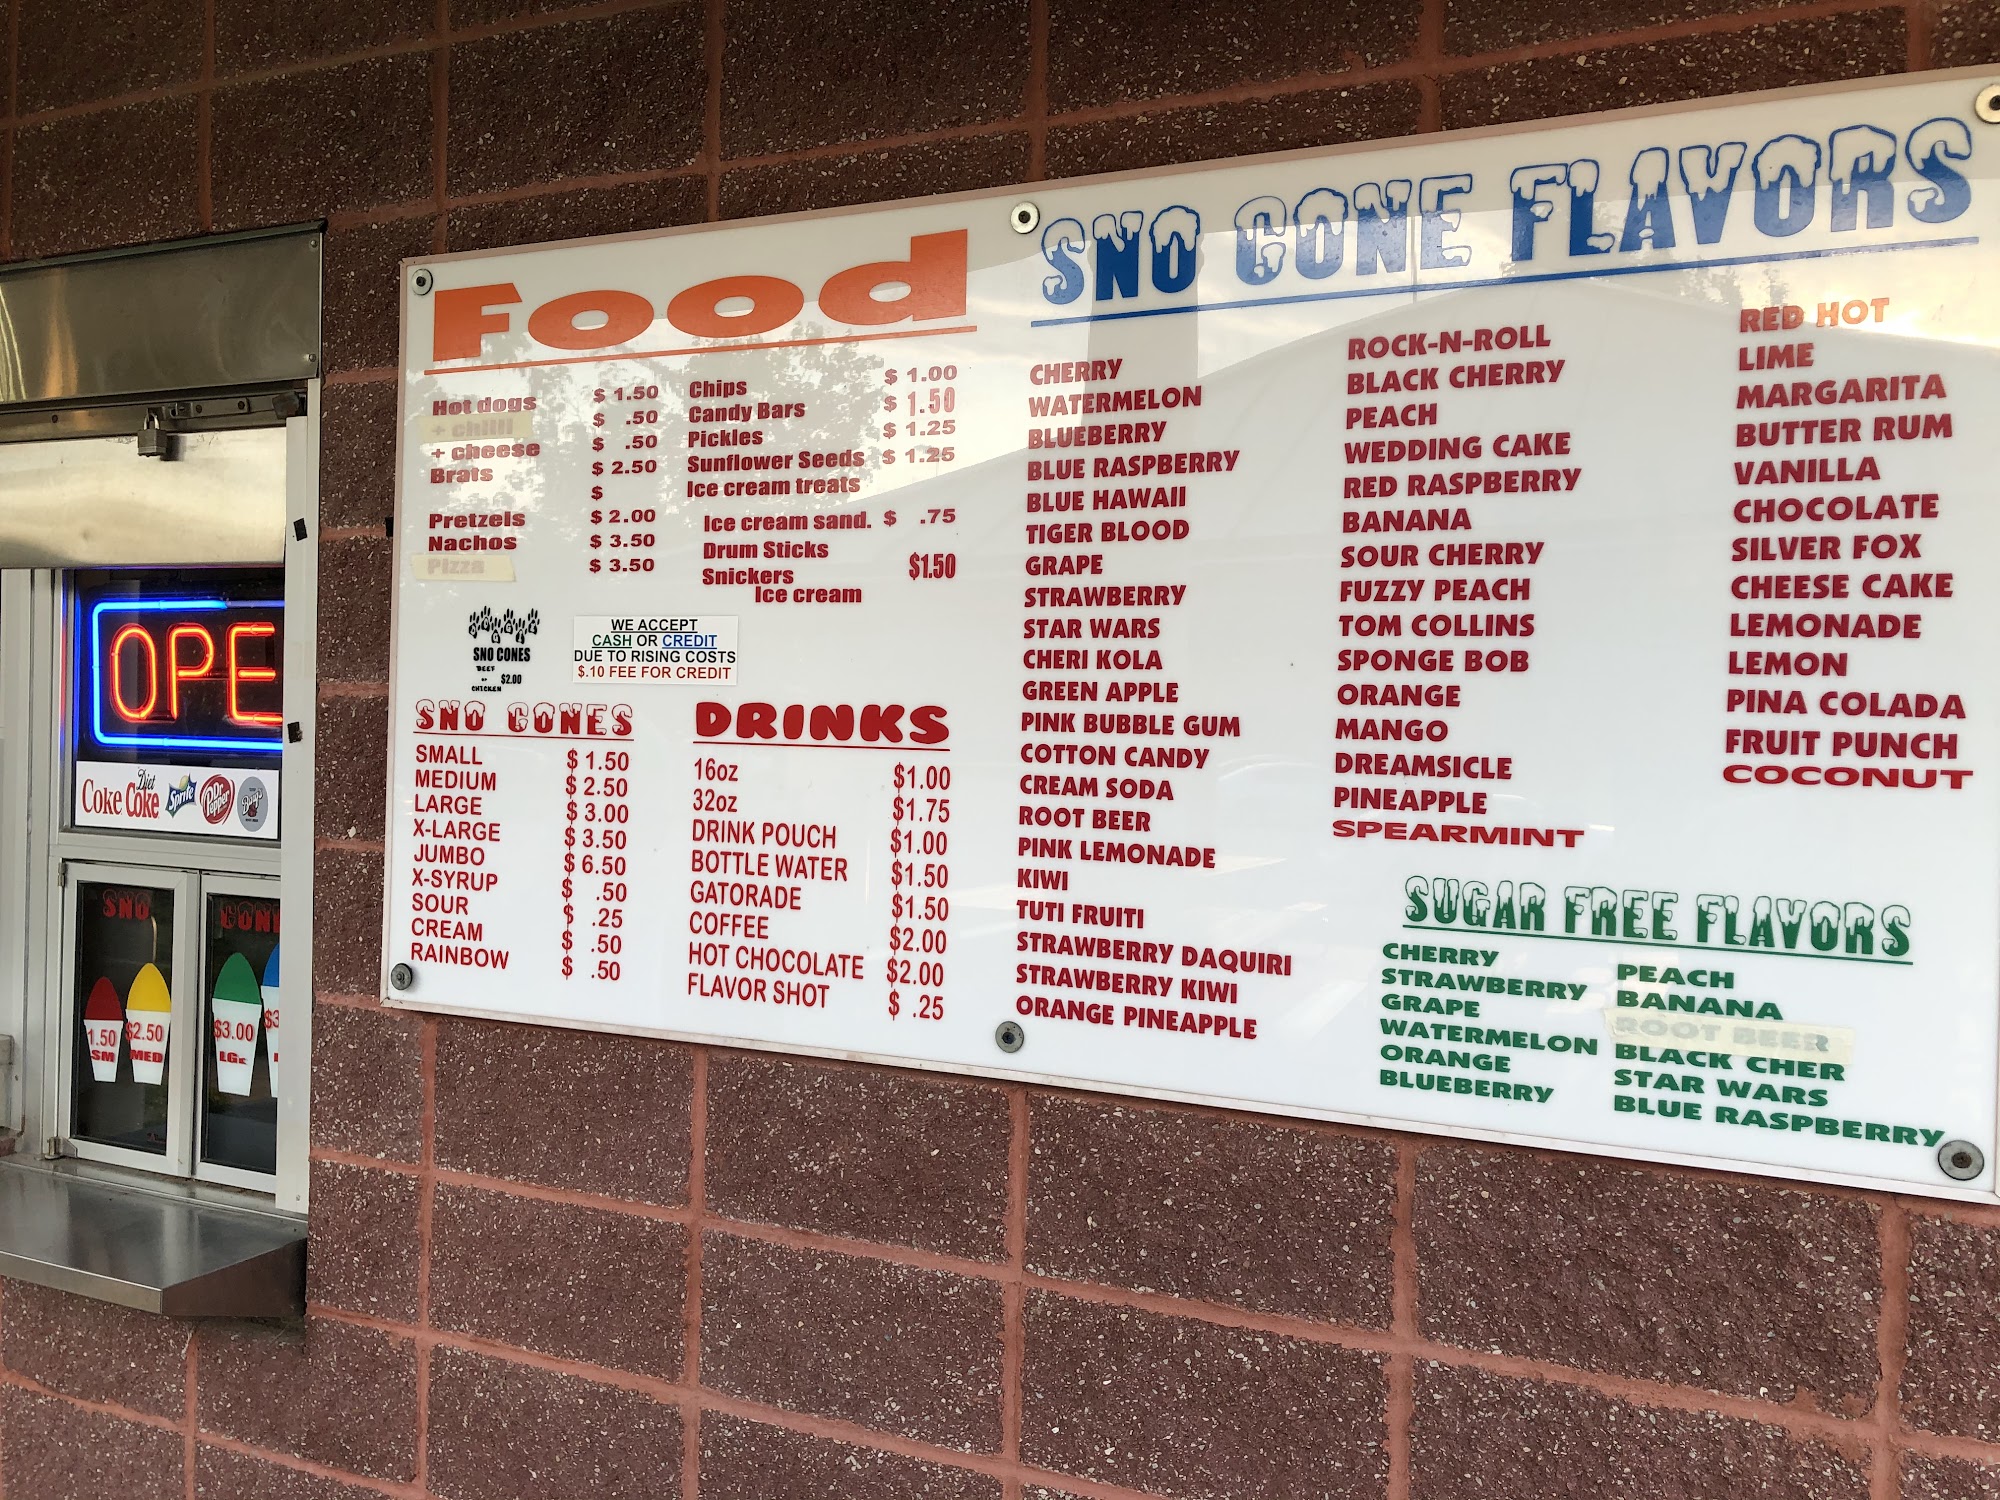 Food
Hot dogs $ 1.50
+ chilli $ .50
+ cheese $ .50
Brats $ 2.50
$
Pretzels $ 2.00
Nachos $ 3.50
Pizza $ 3.50
Chips $ 1.00
Candy Bars $ 1.50
Pickles $ 1.25
Sunflower Seeds $ 1.25
Ice cream treats
Ice cream sand. $ .75
Drum Sticks
Snickers $1.50
Ice cream
SNO CONES
BEEF
or $2.00
CHICKEN
WE ACCEPT
CASH OR CREDIT
DUE TO RISING COSTS
$.10 FEE FOR CREDIT
SNO CONES
SMALL $ 1.50
MEDIUM $ 2.50
LARGE $ 3.00
X-LARGE $ 3.50
JUMBO $ 6.50
X-SYRUP $ .50
SOUR $ .25
CREAM $ .50
RAINBOW $ .50
DRINKS
16oz $1.00
32oz $1.75
DRINK POUCH $1.00
BOTTLE WATER $1.50
GATORADE $1.50
COFFEE $2.00
HOT CHOCOLATE $2.00
FLAVOR SHOT $ .25
SNO CONE FLAVORS
CHERRY
WATERMELON
BLUEBERRY
BLUE RASPBERRY
BLUE HAWAII
TIGER BLOOD
GRAPE
STRAWBERRY
STAR WARS
CHERI KOLA
GREEN APPLE
PINK BUBBLE GUM
COTTON CANDY
CREAM SODA
ROOT BEER
PINK LEMONADE
KIWI
TUTI FRUITI
STRAWBERRY DAQUIRI
STRAWBERRY KIWI
ORANGE PINEAPPLE
ROCK-N-ROLL
BLACK CHERRY
PEACH
WEDDING CAKE
RED RASPBERRY
BANANA
SOUR CHERRY
FUZZY PEACH
TOM COLLINS
SPONGE BOB
ORANGE
MANGO
DREAMSICLE
PINEAPPLE
SPEARMINT
RED HOT
LIME
MARGARITA
BUTTER RUM
VANILLA
CHOCOLATE
SILVER FOX
CHEESE CAKE
LEMONADE
LEMON
PINA COLADA
FRUIT PUNCH
COCONUT
SUGAR FREE FLAVORS
CHERRY
STRAWBERRY
GRAPE
WATERMELON
ORANGE
BLUEBERRY
PEACH
BANANA
ROOT BEER
BLACK CHER
STAR WARS
BLUE RASPBERRY
OPE
Coke Diet Coke Sprite Dr Pepper
SNO CON
1.50 $2.50 $3.00 $3
SM MED LG